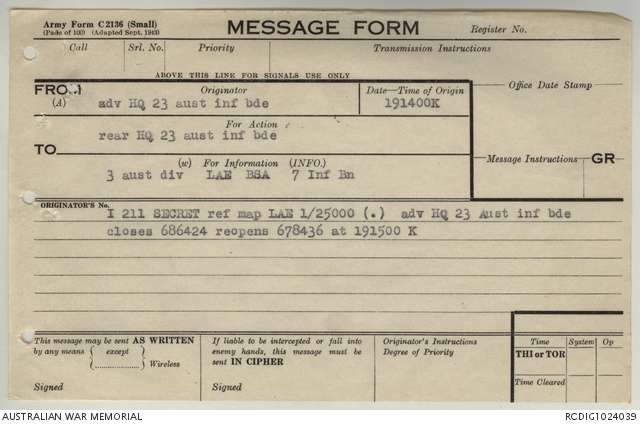 Army Form C2136 (Small)
(Pads of 100) (Adapted Sept. 1943)
MESSAGE FORM
Register No.
Call Srl. No. Priority Transmission Instructions
ABOVE THIS LINE FOR SIGNALS USE ONLY
FROM (A)
Originator
adv HQ 23 aust inf bde
Date—Time of Origin
191400K
Office Date Stamp
For Action
rear HQ 23 aust inf bde
TO
(w) For Information (INFO.)
3 aust div LAE BSA 7 Inf Bn
Message Instructions GR
ORIGINATOR'S No.
I 211 SECRET ref map LAE 1/25000 (.) adv HQ 23 Aust inf bde
closes 686424 reopens 678436 at 191500 K
This message may be sent AS WRITTEN
by any means ( except )
(....................) Wireless
Signed
If liable to be intercepted or fall into
enemy hands, this message must be
sent IN CIPHER
Signed
Originator's Instructions
Degree of Priority
Time System Op
THI or TOR
Time Cleared
AUSTRALIAN WAR MEMORIAL
RCDIG1024039